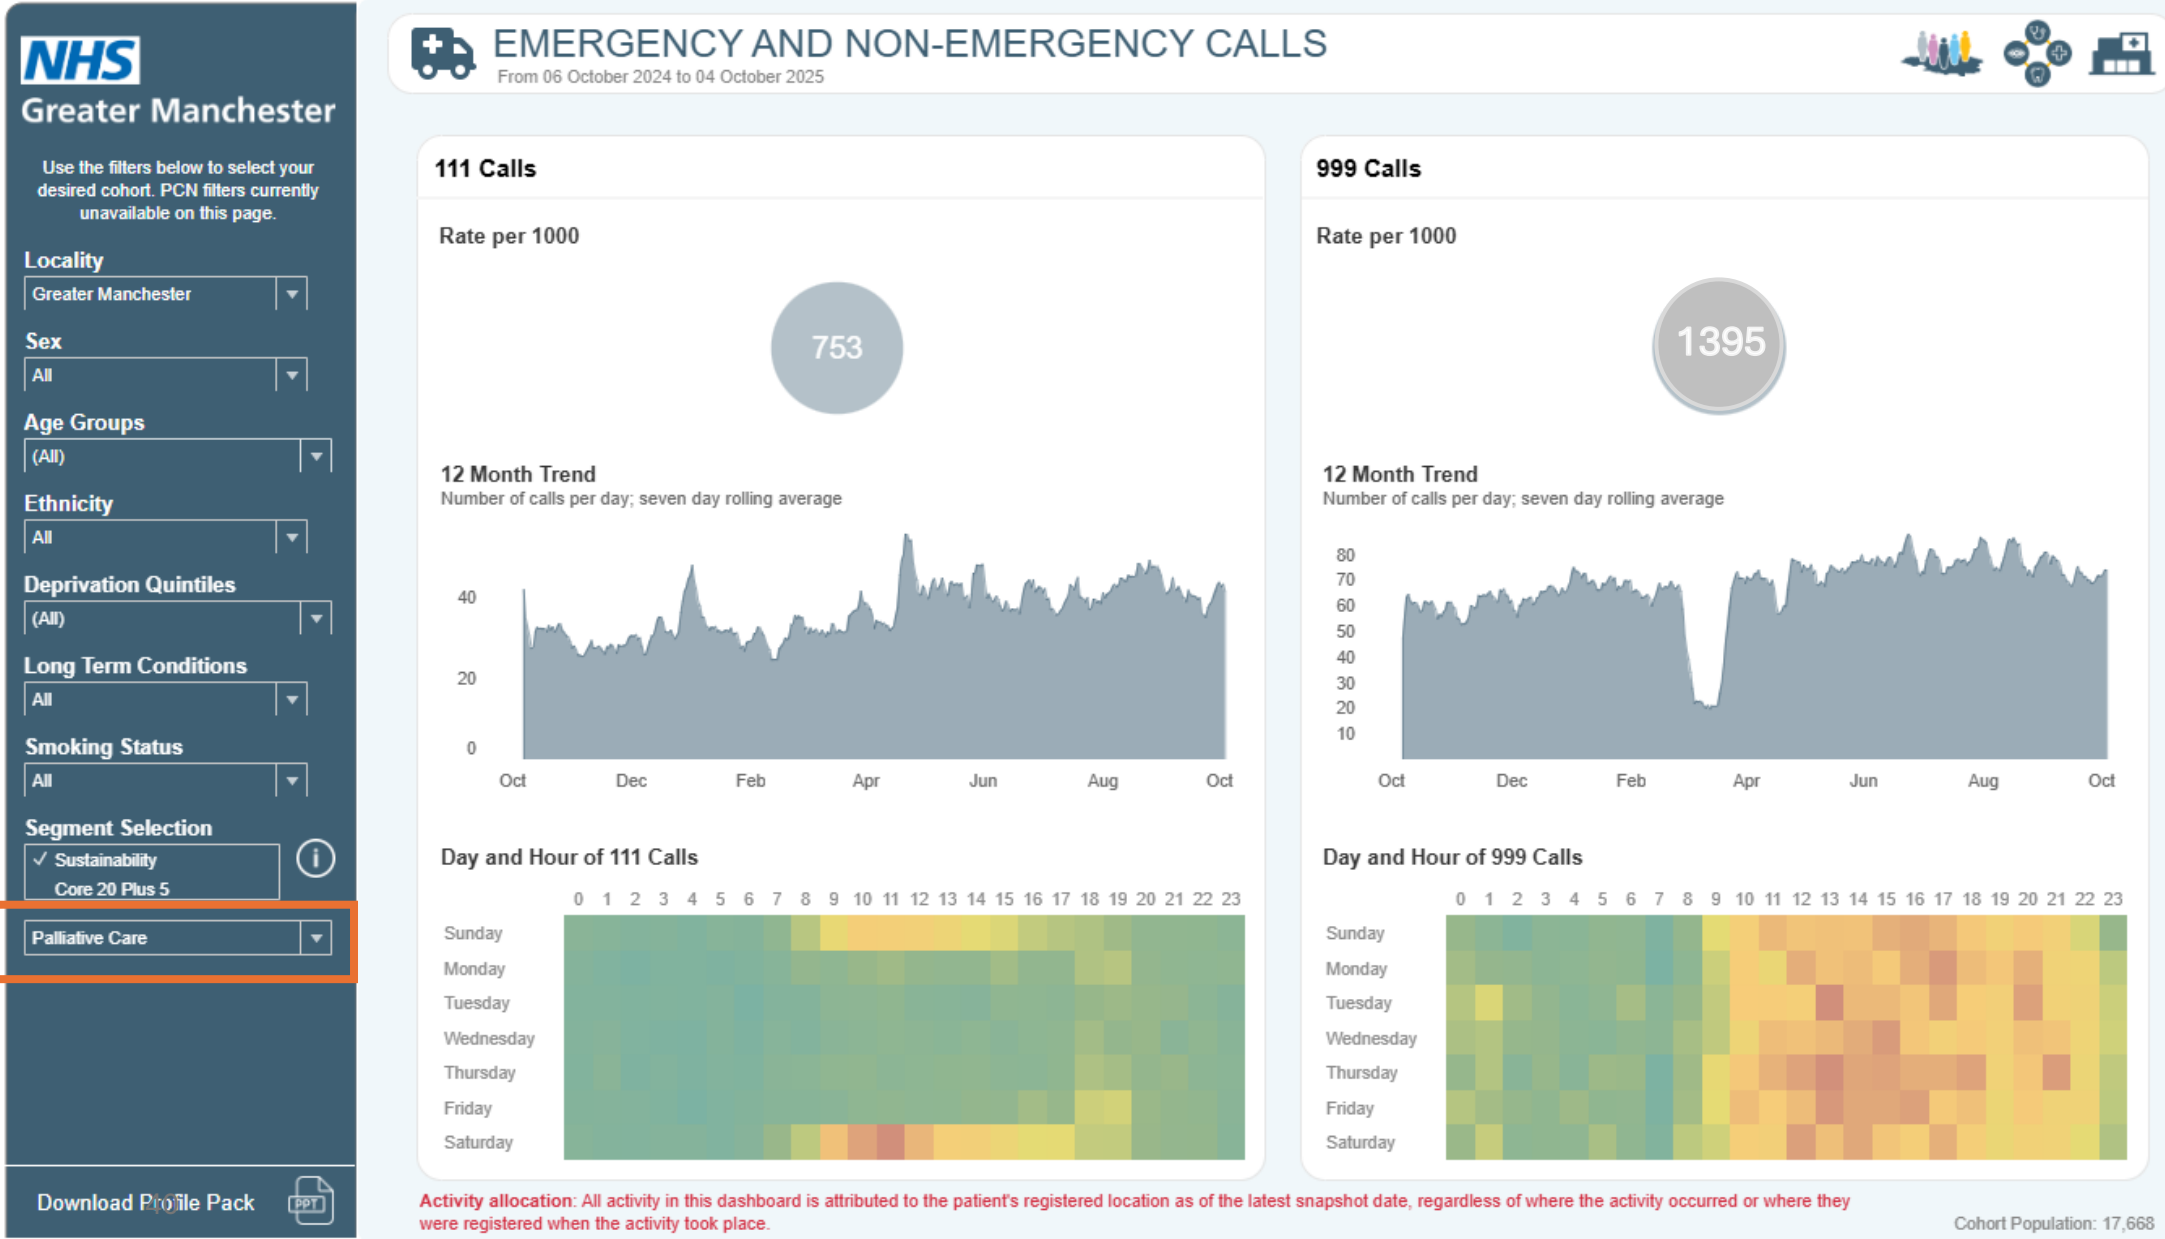 NHS
Greater Manchester
Use the filters below to select your
desired cohort. PCN filters currently
unavailable on this page.
Locality
Greater Manchester
Sex
All
Age Groups
(All)
Ethnicity
All
Deprivation Quintiles
(All)
Long Term Conditions
All
Smoking Status
All
Segment Selection
✓ Sustainability
Core 20 Plus 5
Palliative Care
Download Profile Pack
PPT
EMERGENCY AND NON-EMERGENCY CALLS
From 06 October 2024 to 04 October 2025
111 Calls
Rate per 1000
753
12 Month Trend
Number of calls per day; seven day rolling average
40
20
0
Oct Dec Feb Apr Jun Aug Oct
Day and Hour of 111 Calls
0 1 2 3 4 5 6 7 8 9 10 11 12 13 14 15 16 17 18 19 20 21 22 23
Sunday
Monday
Tuesday
Wednesday
Thursday
Friday
Saturday
999 Calls
Rate per 1000
1395
12 Month Trend
Number of calls per day; seven day rolling average
80
70
60
50
40
30
20
10
Oct Dec Feb Apr Jun Aug Oct
Day and Hour of 999 Calls
0 1 2 3 4 5 6 7 8 9 10 11 12 13 14 15 16 17 18 19 20 21 22 23
Sunday
Monday
Tuesday
Wednesday
Thursday
Friday
Saturday
Activity allocation: All activity in this dashboard is attributed to the patient's registered location as of the latest snapshot date, regardless of where the activity occurred or where they
were registered when the activity took place.
Cohort Population: 17,668